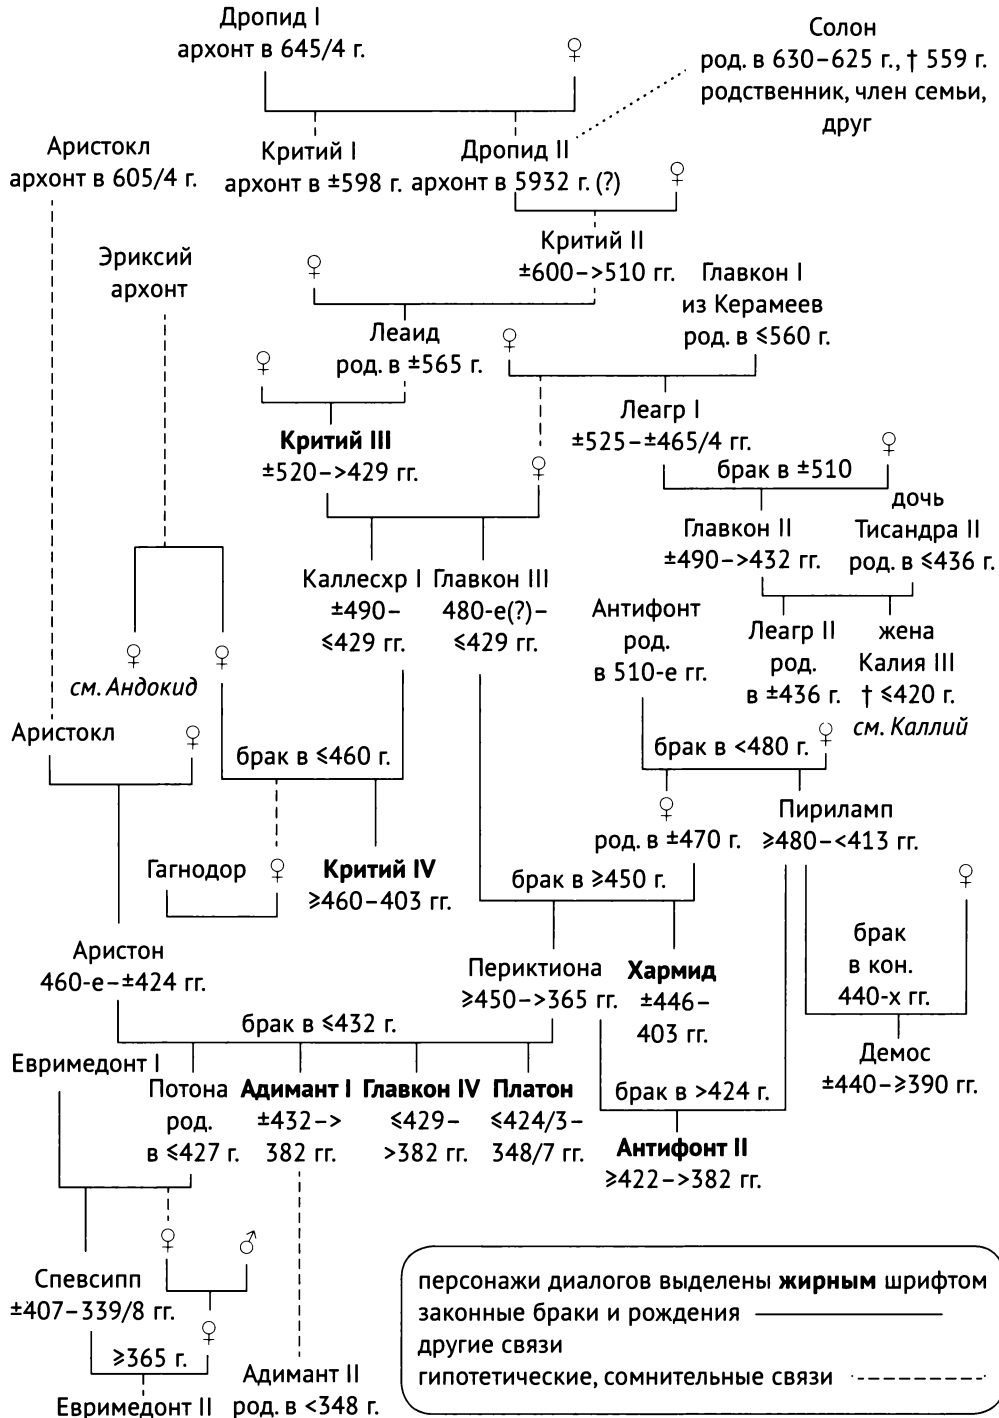 Дропид I
архонт в 645/4 г.
♀
Солон
род. в 630–625 г., † 559 г.
родственник, член семьи,
друг
Аристокл
архонт в 605/4 г.
Критий I
архонт в ±598 г.
Дропид II
архонт в 5932 г. (?)
♀
Эриксий
архонт
Критий II
±600–>510 гг.
♀
Главкон I
из Керамеев
род. в ≤560 г.
Леаид
род. в ±565 г.
♀
♀
Леагр I
±525–±465/4 гг.
Критий III
±520–>429 гг.
♀
♀
брак в ±510
дочь
Тисандра II
род. в ≤436 г.
Главкон II
±490–>432 гг.
Каллесхр I
±490–
≤429 гг.
Главкон III
480-е(?)–
≤429 гг.
Антифонт
род.
в 510-е гг.
Леагр II
род.
в ±436 г.
жена
Калия III
† ≤420 г.
см. Каллий
♀
см. Андокид
♀
Аристокл
♀
брак в ≤460 г.
брак в <480 г.
♀
♀
род. в ±470 г.
Пириламп
≥480–<413 гг.
Гагнодор
♀
Критий IV
≥460–403 гг.
брак в ≥450 г.
♀
брак
в кон.
440-х гг.
Аристон
460-е–±424 гг.
Периктиона
≥450–>365 гг.
Хармид
±446–
403 гг.
брак в ≤432 г.
Демос
±440–≥390 гг.
Евримедонт I
Потона
род.
в ≤427 г.
Адимант I
±432–>
382 гг.
Главкон IV
≤429–
>382 гг.
Платон
≤424/3–
348/7 гг.
брак в >424 г.
Антифонт II
≥422–>382 гг.
♀
♂
Спевсипп
±407–339/8 гг.
♀
≥365 г.
Евримедонт II
Адимант II
род. в <348 г.
персонажи диалогов выделены жирным шрифтом
законные браки и рождения
другие связи
гипотетические, сомнительные связи